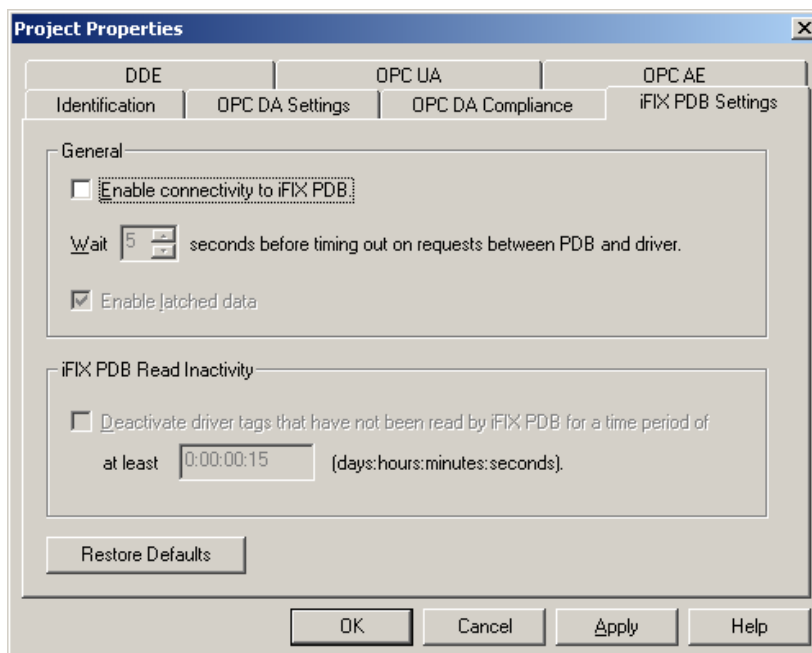 Project Properties
DDE
OPC UA
OPC AE
Identification
OPC DA Settings
OPC DA Compliance
iFIX PDB Settings
General
Enable connectivity to iFIX PDB.
Wait 5 seconds before timing out on requests between PDB and driver.
Enable latched data
iFIX PDB Read Inactivity
Deactivate driver tags that have not been read by iFIX PDB for a time period of
at least 0:00:00:15 (days:hours:minutes:seconds).
Restore Defaults
OK
Cancel
Apply
Help